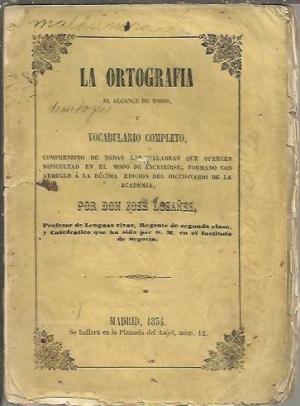 LA ORTOGRAFIA
AL ALCANCE DE TODOS,
Y
VOCABULARIO COMPLETO,
COMPRENSIVO DE TODAS LAS PALABRAS QUE OFRECEN
DIFICULTAD EN EL MODO DE ESCRIBIRSE, FORMADO CON
ARREGLO Á LA DÉCIMA EDICION DEL DICCIONARIO DE LA
ACADEMIA,
POR DON JOSÉ
Profesor de Lenguas vivas, Regente de segunda clase,
y Catedrático que ha sido por S. M. en el Instituto
de Segovia.
MADRID, 1854.
Se hallará en la Plazuela del Angel, núm. 12.